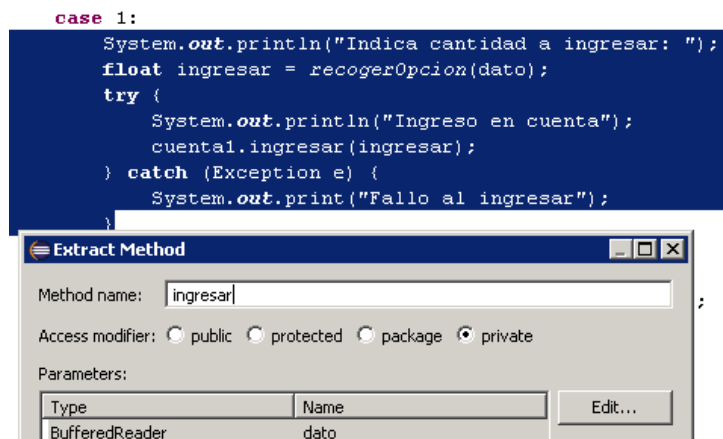 case 1:
System.out.println("Indica cantidad a ingresar: ");
float ingresar = recogerOpcion(dato);
try {
System.out.println("Ingreso en cuenta");
cuenta1.ingresar(ingresar);
} catch (Exception e) {
System.out.print("Fallo al ingresar");
}
Extract Method
Method name: ingresar
;
Access modifier: public protected package private
Parameters:
Type Name Edit...
BufferedReader dato